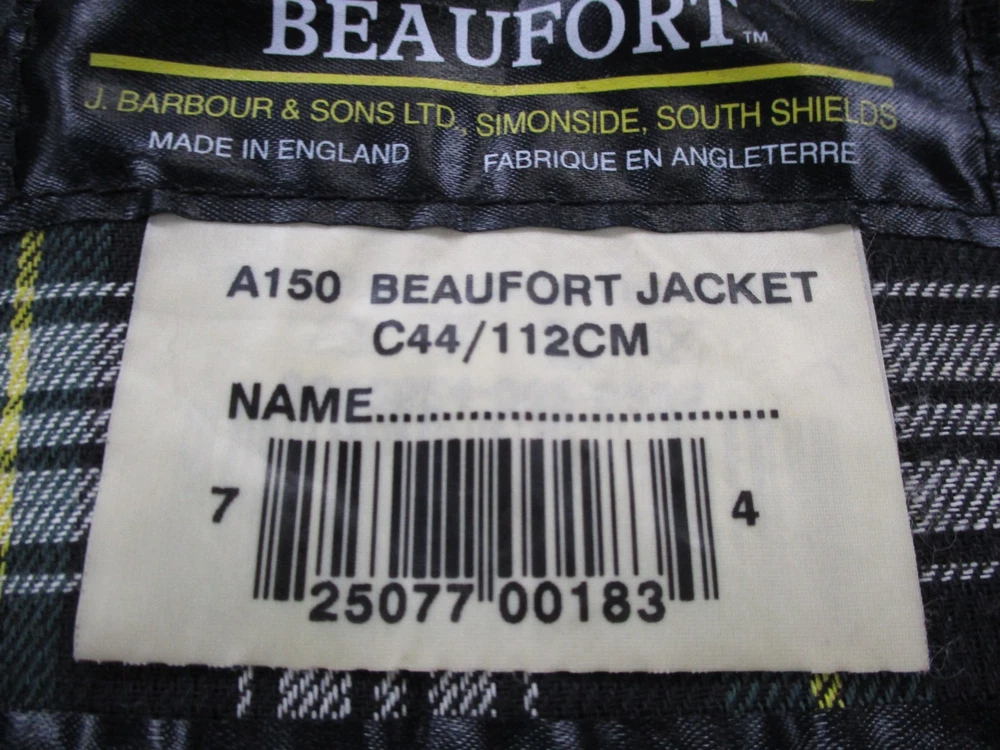 BEAUFORT™
J. BARBOUR & SONS LTD., SIMONSIDE, SOUTH SHIELDS
MADE IN ENGLAND FABRIQUE EN ANGLETERRE
A150 BEAUFORT JACKET
C44/112CM
NAME..............................
7 25077 00183 4